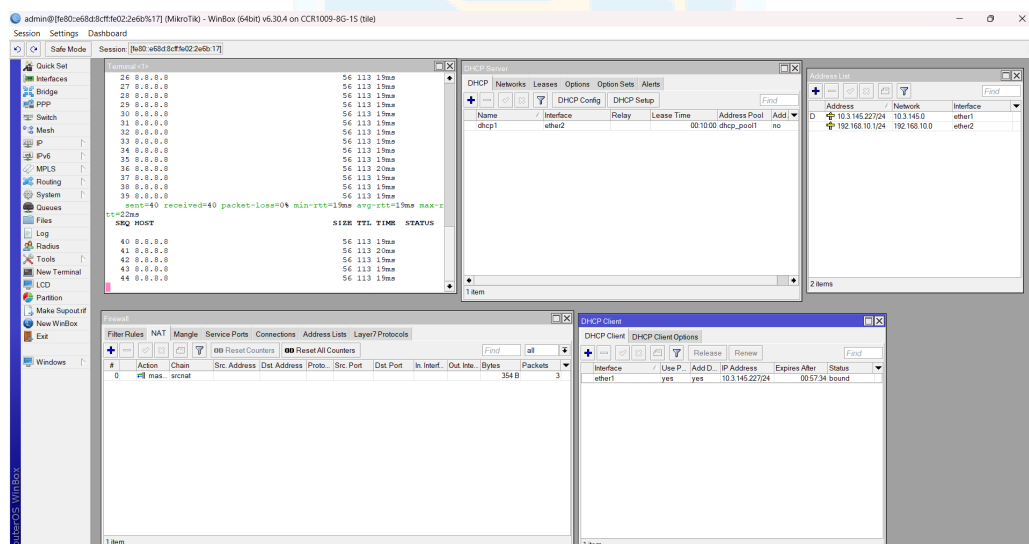 admin@[fe80::e68d:8cff:fe02:2e6b%17] (MikroTik) - WinBox (64bit) v6.30.4 on CCR1009-8G-1S (tile)
Session Settings Dashboard
Safe Mode Session: [fe80::e68d:8cff:fe02:2e6b:17]
Quick Set
Interfaces
Bridge
PPP
Switch
Mesh
IP
IPv6
MPLS
Routing
System
Queues
Files
Log
Radius
Tools
New Terminal
LCD
Partition
Make Supout.rif
New WinBox
Exit
Windows
RouterOS WinBox
Terminal <1>
26 8.8.8.8 56 113 19ms
27 8.8.8.8 56 113 19ms
28 8.8.8.8 56 113 19ms
29 8.8.8.8 56 113 19ms
30 8.8.8.8 56 113 19ms
31 8.8.8.8 56 113 19ms
32 8.8.8.8 56 113 19ms
33 8.8.8.8 56 113 19ms
34 8.8.8.8 56 113 19ms
35 8.8.8.8 56 113 19ms
36 8.8.8.8 56 113 20ms
37 8.8.8.8 56 113 19ms
38 8.8.8.8 56 113 19ms
39 8.8.8.8 56 113 19ms
sent=40 received=40 packet-loss=0% min-rtt=19ms avg-rtt=19ms max-r
tt=22ms
SEQ HOST SIZE TTL TIME STATUS
40 8.8.8.8 56 113 19ms
41 8.8.8.8 56 113 20ms
42 8.8.8.8 56 113 19ms
43 8.8.8.8 56 113 19ms
44 8.8.8.8 56 113 19ms
DHCP Server
DHCP Networks Leases Options Option Sets Alerts
DHCP Config DHCP Setup Find
Name Interface Relay Lease Time Address Pool Add
dhcp1 ether2 00:10:00 dhcp_pool1 no
1 item
Address List
Find
Address Network Interface
D 10.3.145.227/24 10.3.145.0 ether1
192.168.10.1/24 192.168.10.0 ether2
2 items
Firewall
Filter Rules NAT Mangle Service Ports Connections Address Lists Layer7 Protocols
00 Reset Counters 00 Reset All Counters Find all
# Action Chain Src. Address Dst. Address Proto... Src. Port Dst. Port In. Interf... Out. Inte... Bytes Packets
0 mas... srcnat 354 B 3
1 item
DHCP Client
DHCP Client DHCP Client Options
Release Renew Find
Interface Use P... Add D... IP Address Expires After Status
ether1 yes yes 10.3.145.227/24 00:57:34 bound
1 item